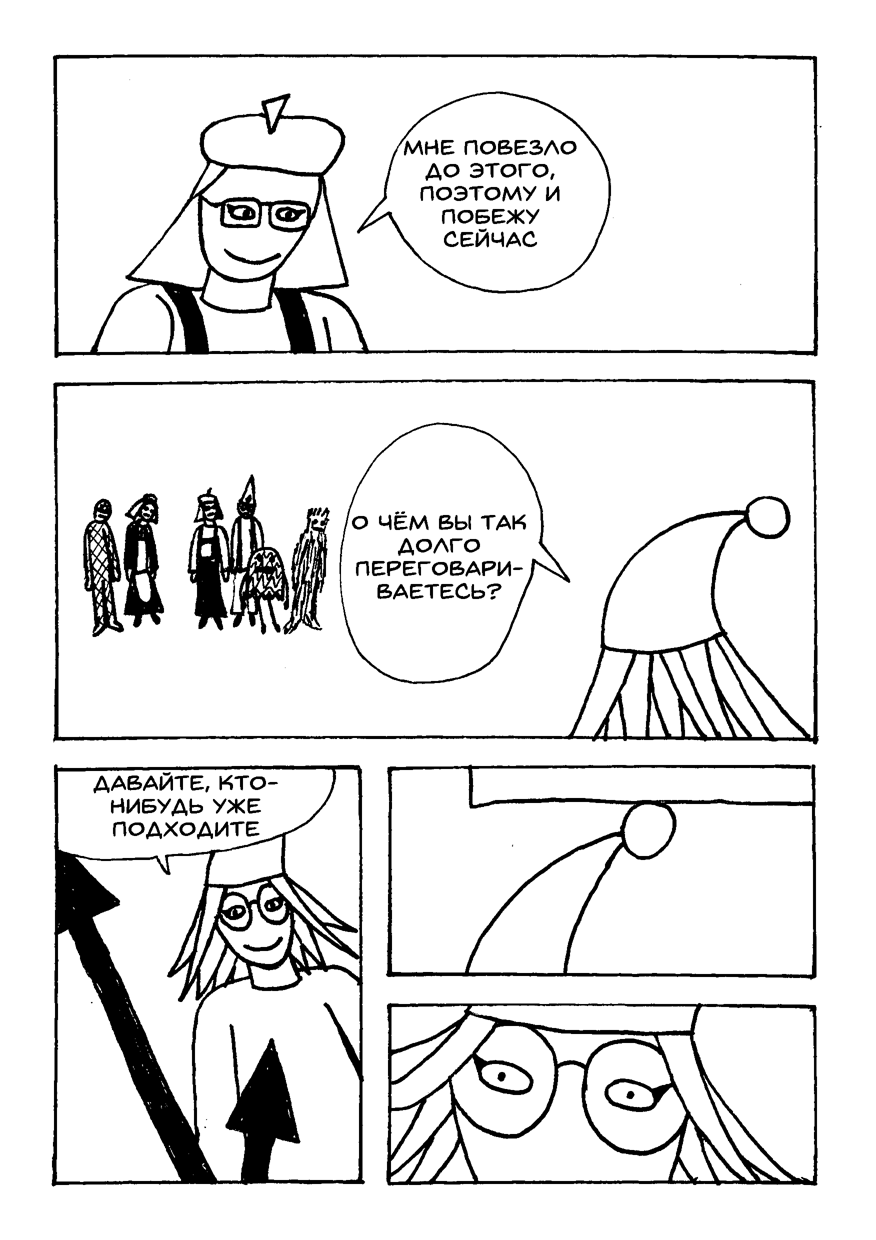 МНЕ ПОВЕЗЛО
ДО ЭТОГО,
ПОЭТОМУ И
ПОБЕЖУ
СЕЙЧАС
О ЧЁМ ВЫ ТАК
ДОЛГО
ПЕРЕГОВАРИ-
ВАЕТЕСЬ?
ДАВАЙТЕ, КТО-
НИБУДЬ УЖЕ
ПОДХОДИТЕ